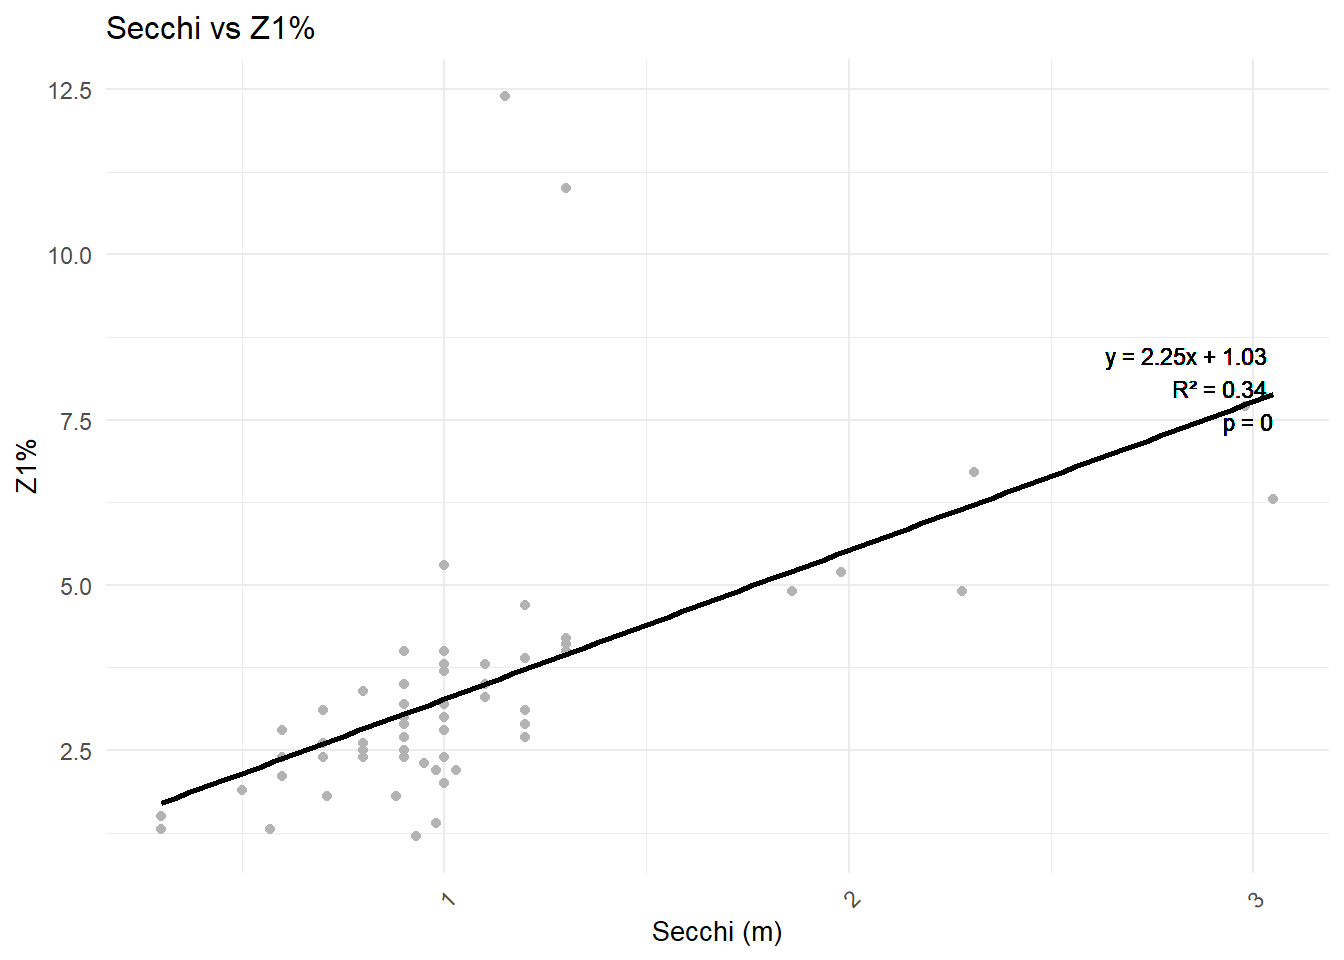 Secchi vs Z1%
12.5
10.0
7.5
5.0
2.5
Z1%
y = 2.25x + 1.03
R² = 0.34
p = 0
1
2
3
Secchi (m)